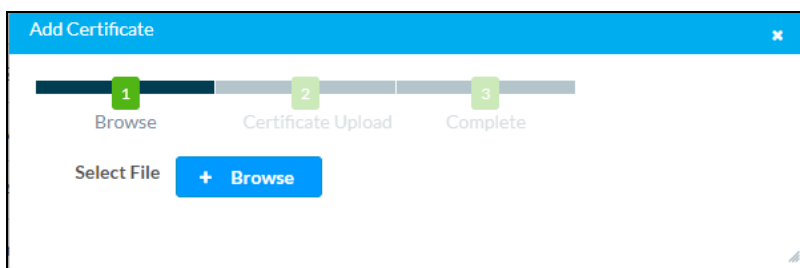 Add Certificate
1 2 3
Browse Certificate Upload Complete
Select File + Browse